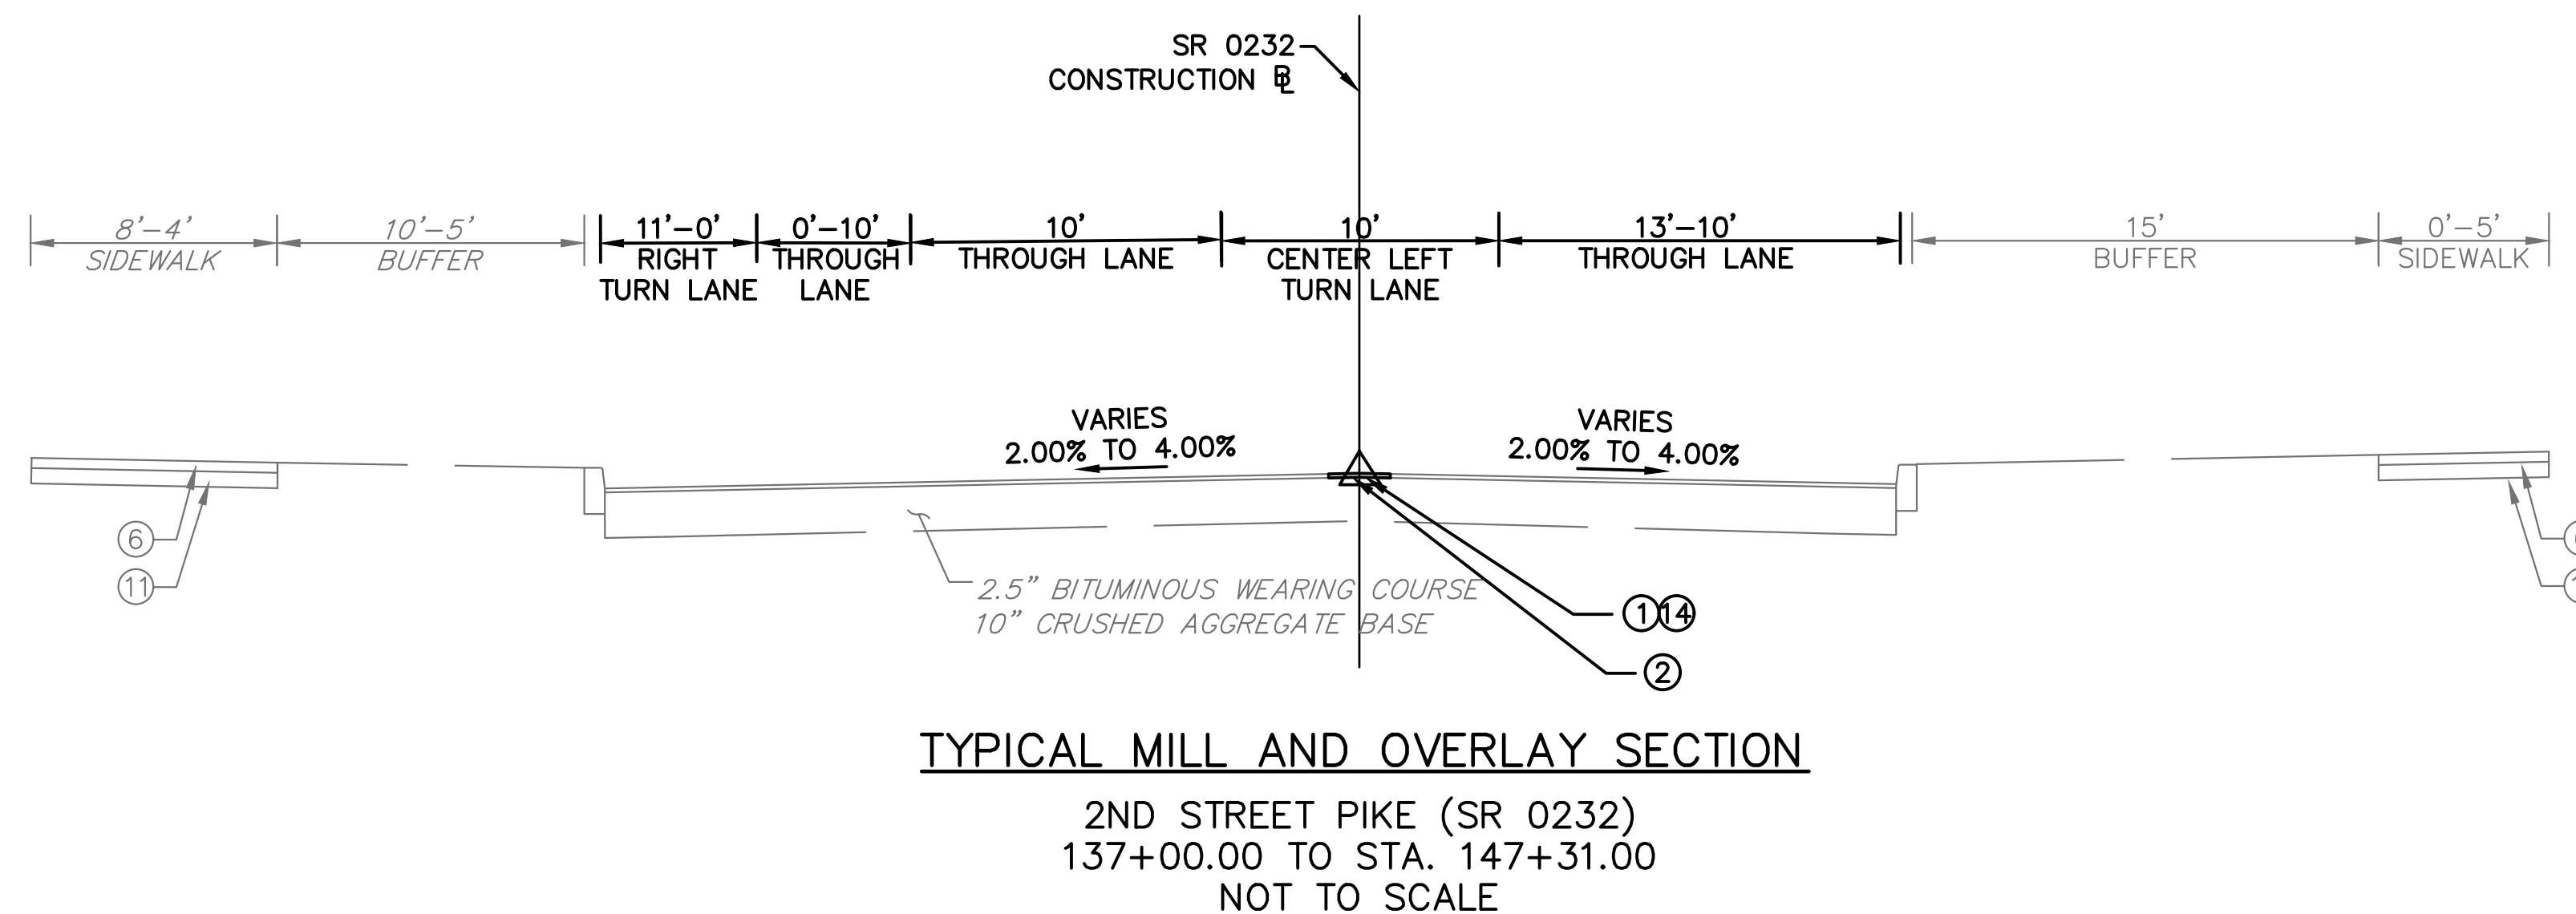 SR 0232
CONSTRUCTION BL
8'-4'
SIDEWALK
10'-5'
BUFFER
11'-0'
RIGHT
TURN LANE
0'-10'
THROUGH
LANE
10'
THROUGH LANE
10'
CENTER LEFT
TURN LANE
13'-10'
THROUGH LANE
15'
BUFFER
0'-5'
SIDEWALK
VARIES
2.00% TO 4.00%
VARIES
2.00% TO 4.00%
6
11
2.5" BITUMINOUS WEARING COURSE
10" CRUSHED AGGREGATE BASE
1 14
2
TYPICAL MILL AND OVERLAY SECTION
2ND STREET PIKE (SR 0232)
137+00.00 TO STA. 147+31.00
NOT TO SCALE